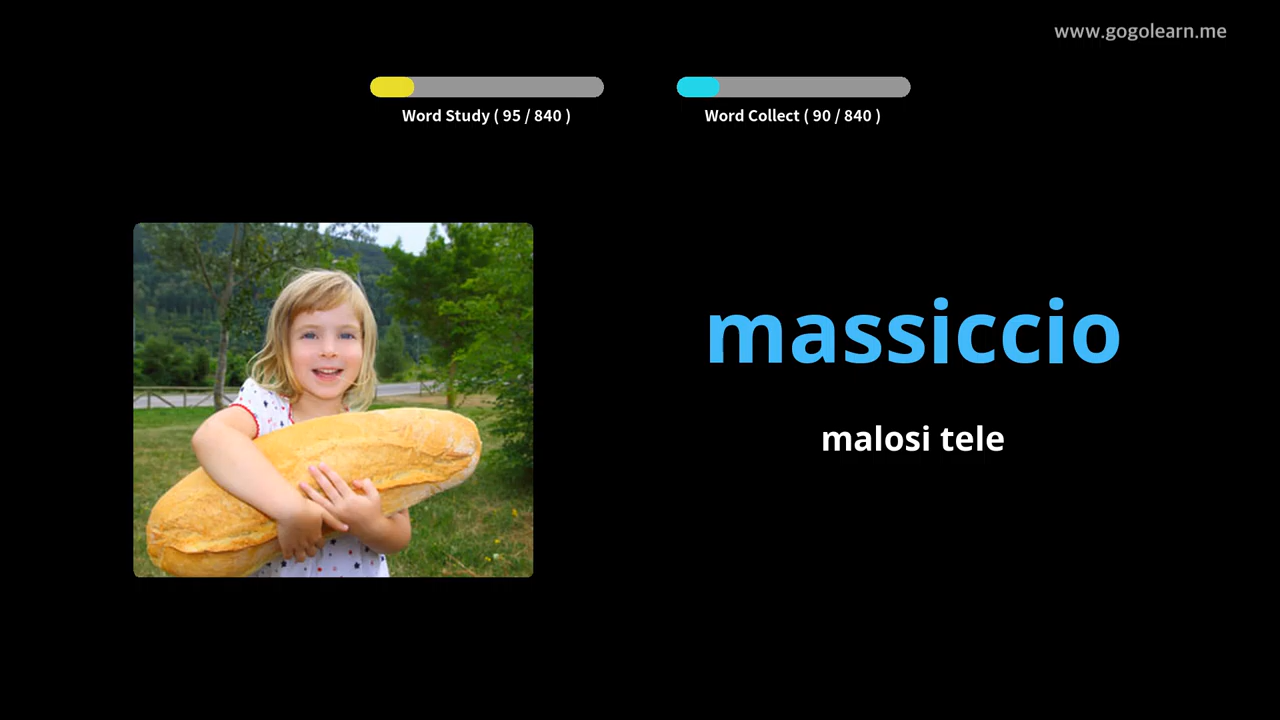 www.gogolearn.me
Word Study ( 95 / 840 )
Word Collect ( 90 / 840 )
massiccio
malosi tele